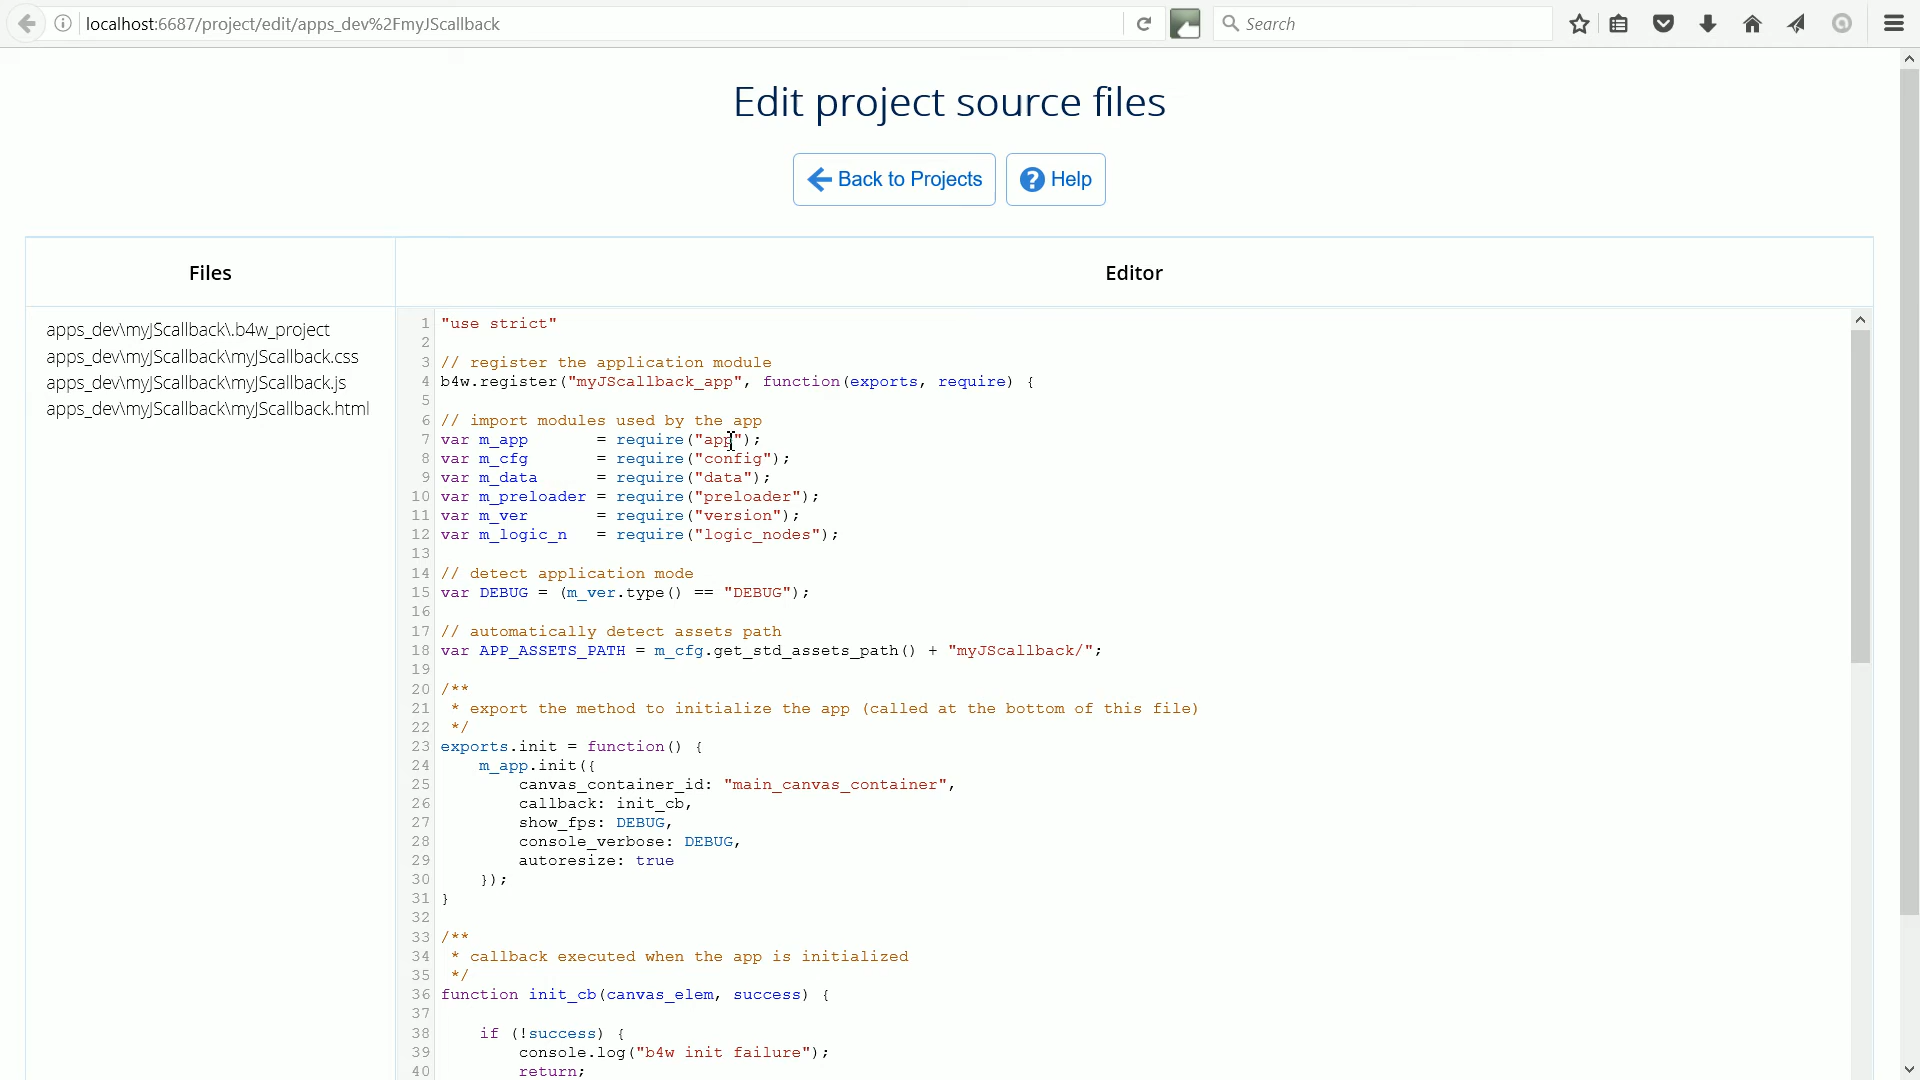 localhost:6687/project/edit/apps_dev%2FmyJScallback
Search
Edit project source files
Back to Projects
? Help
Files
Editor
apps_dev\myJScallback\.b4w_project
apps_dev\myJScallback\myJScallback.css
apps_dev\myJScallback\myJScallback.js
apps_dev\myJScallback\myJScallback.html
1 "use strict"
2
3 // register the application module
4 b4w.register("myJScallback_app", function(exports, require) {
5
6 // import modules used by the app
7 var m_app       = require("app");
8 var m_cfg       = require("config");
9 var m_data      = require("data");
10 var m_preloader = require("preloader");
11 var m_ver       = require("version");
12 var m_logic_n   = require("logic_nodes");
13
14 // detect application mode
15 var DEBUG = (m_ver.type() == "DEBUG");
16
17 // automatically detect assets path
18 var APP_ASSETS_PATH = m_cfg.get_std_assets_path() + "myJScallback/";
19
20 /**
21  * export the method to initialize the app (called at the bottom of this file)
22  */
23 exports.init = function() {
24     m_app.init({
25         canvas_container_id: "main_canvas_container",
26         callback: init_cb,
27         show_fps: DEBUG,
28         console_verbose: DEBUG,
29         autoresize: true
30     });
31 }
32
33 /**
34  * callback executed when the app is initialized
35  */
36 function init_cb(canvas_elem, success) {
37
38     if (!success) {
39         console.log("b4w init failure");
40         return;